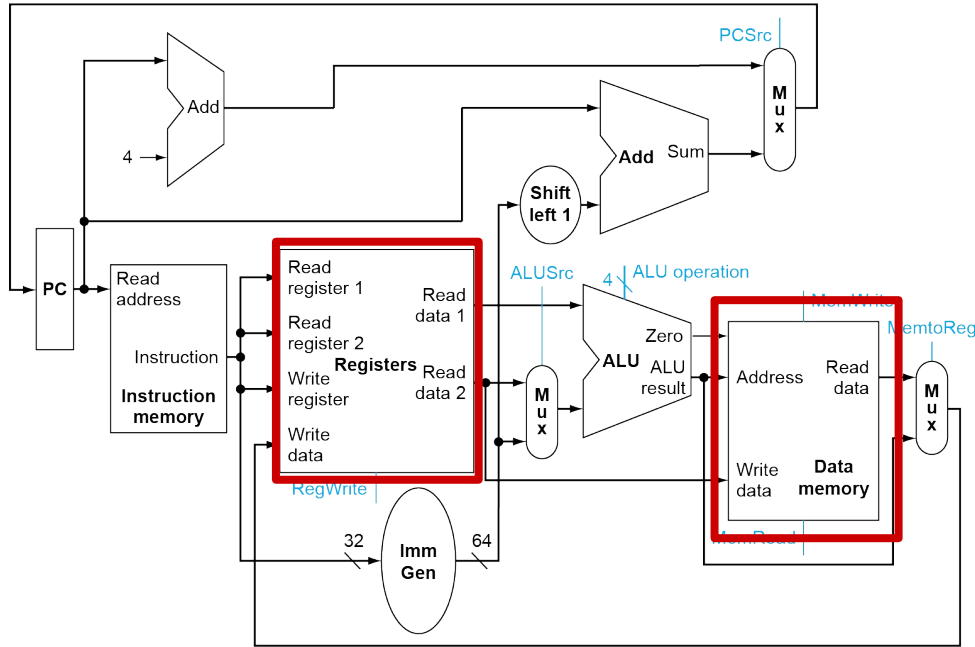 PCSrc
Add
4
M
u
x
Add
Sum
Shift
left 1
PC
Read
address
Instruction
Instruction
memory
Read
register 1
Read
register 2
Registers
Write
register
Write
data
Read
data 1
Read
data 2
RegWrite
ALUSrc
M
u
x
4
ALU operation
Zero
ALU
ALU
result
MemWrite
Address
Read
data
Write
data
Data
memory
MemRead
MemtoReg
M
u
x
32
Imm
Gen
64